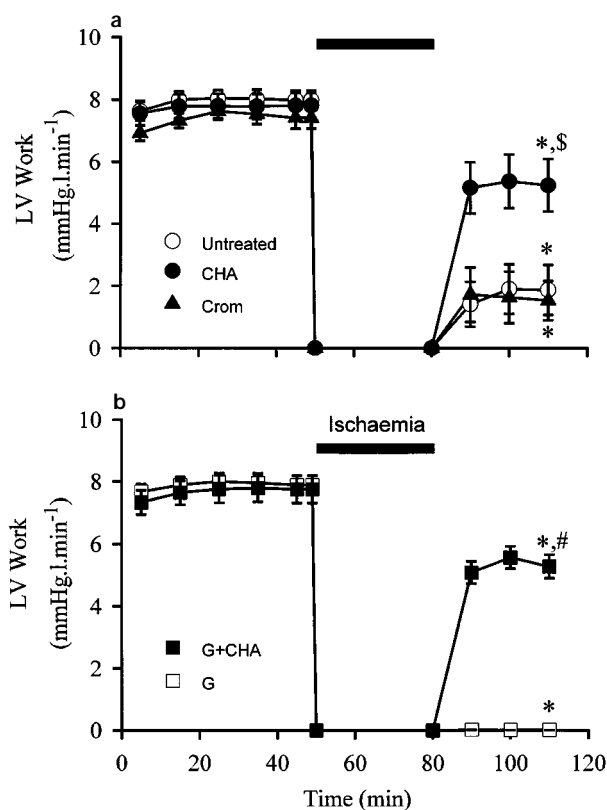 a
10
8
6
4
2
0
LV Work
(mmHg.l.min⁻¹)
*,$
*
*
Untreated
CHA
Crom
b
Ischaemia
10
8
6
4
2
0
LV Work
(mmHg.l.min⁻¹)
*,#
*
G+CHA
G
0 20 40 60 80 100 120
Time (min)